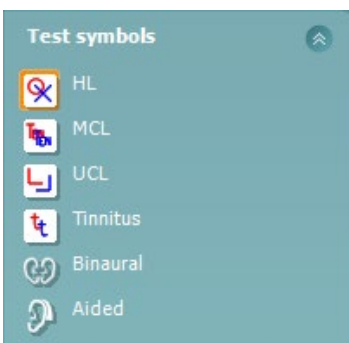 Test symbols
HL
MCL
UCL
Tinnitus
Binaural
Aided